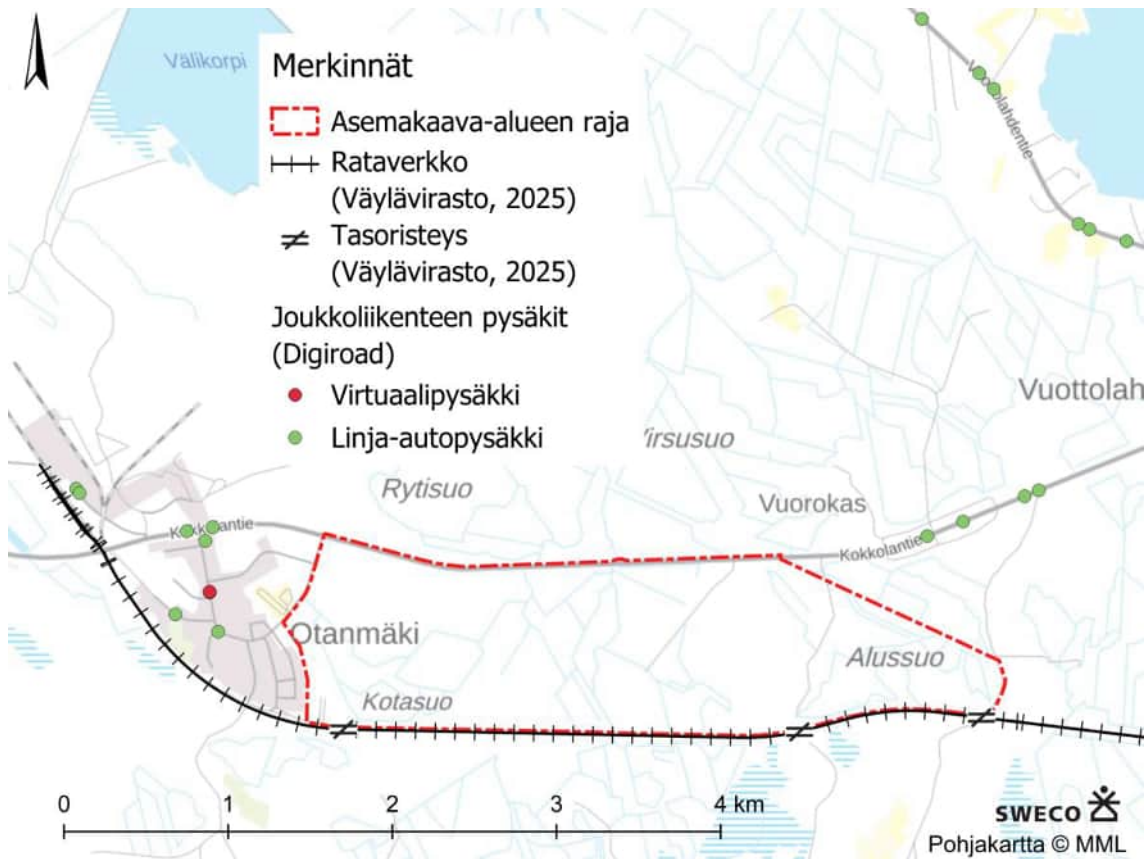 Välikorpi
Merkinnät
Asemakaava-alueen raja
Rataverkko
(Väylävirasto, 2025)
Tasoristeys
(Väylävirasto, 2025)
Joukkoliikenteen pysäkit
(Digiroad)
Virtuaalipysäkki
Linja-autopysäkki
Vuottolah
Rytisuo
Vuorokas
Kokkolantie
Kokkolantie
Otanmäki
Alussuo
Kotasuo
0 1 2 3 4 km
SWECO
Pohjakartta © MML